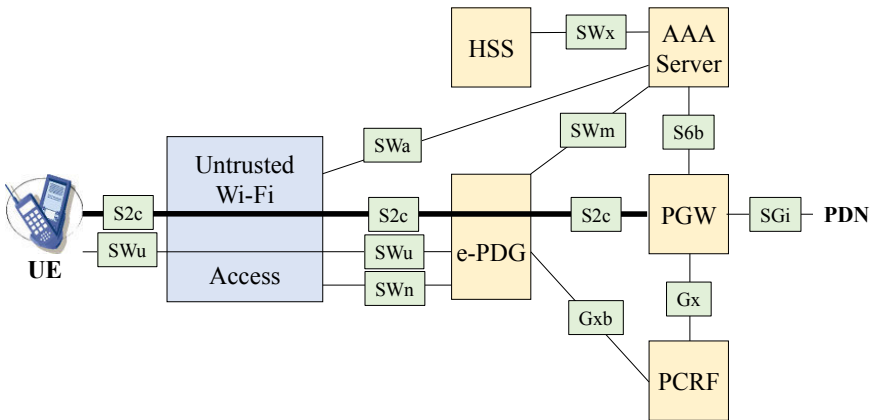 HSS
SWx
AAA
Server
SWa
SWm
S6b
Untrusted
Wi-Fi
S2c
S2c
S2c
PGW
SGi
PDN
SWu
SWu
e-PDG
UE
Access
SWn
Gxb
Gx
PCRF